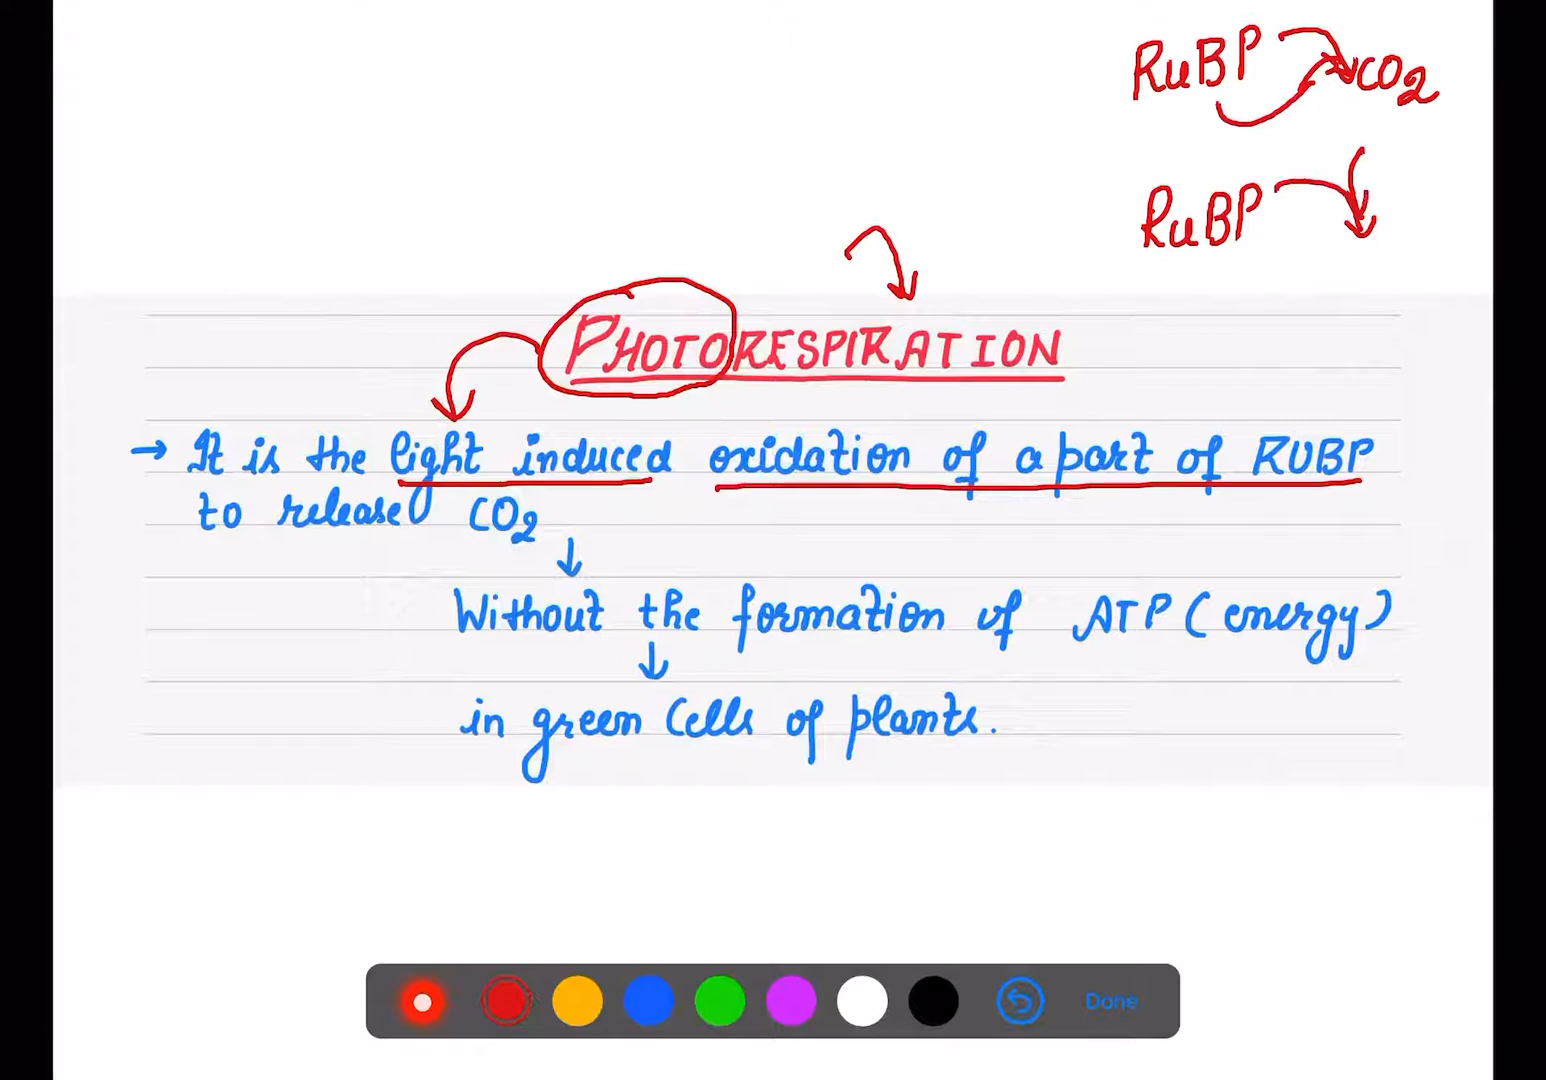 RuBP CO2
RuBP
PHOTORESPIRATION
→ It is the light induced oxidation of a part of RUBP
to release CO2
↓
Without the formation of ATP (energy)
↓
in green cells of plants.
Done